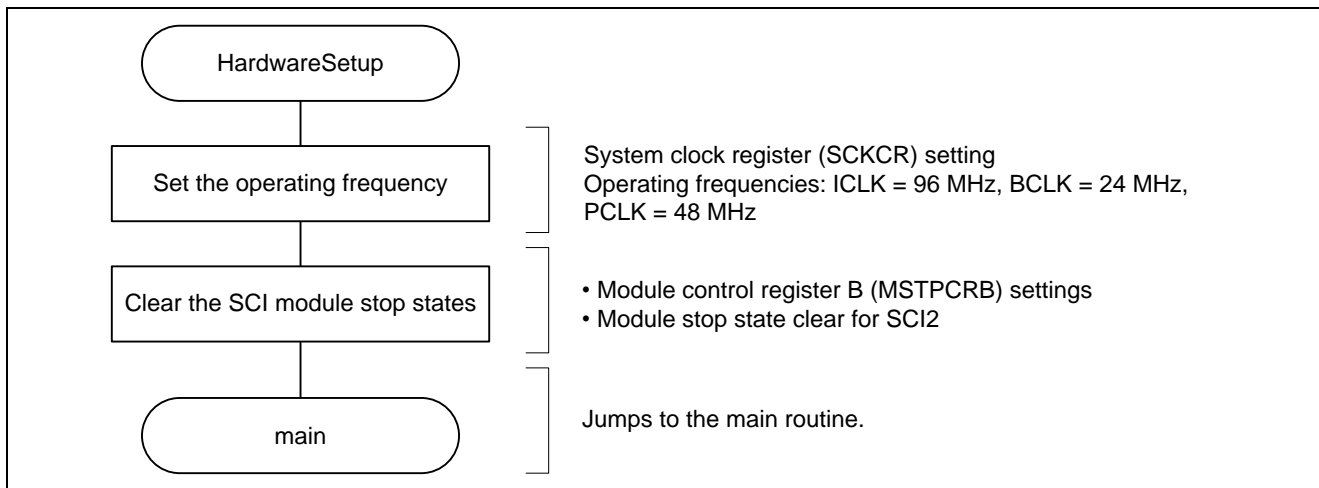 HardwareSetup
Set the operating frequency
System clock register (SCKCR) setting
Operating frequencies: ICLK = 96 MHz, BCLK = 24 MHz,
PCLK = 48 MHz
Clear the SCI module stop states
• Module control register B (MSTPCRB) settings
• Module stop state clear for SCI2
main
Jumps to the main routine.